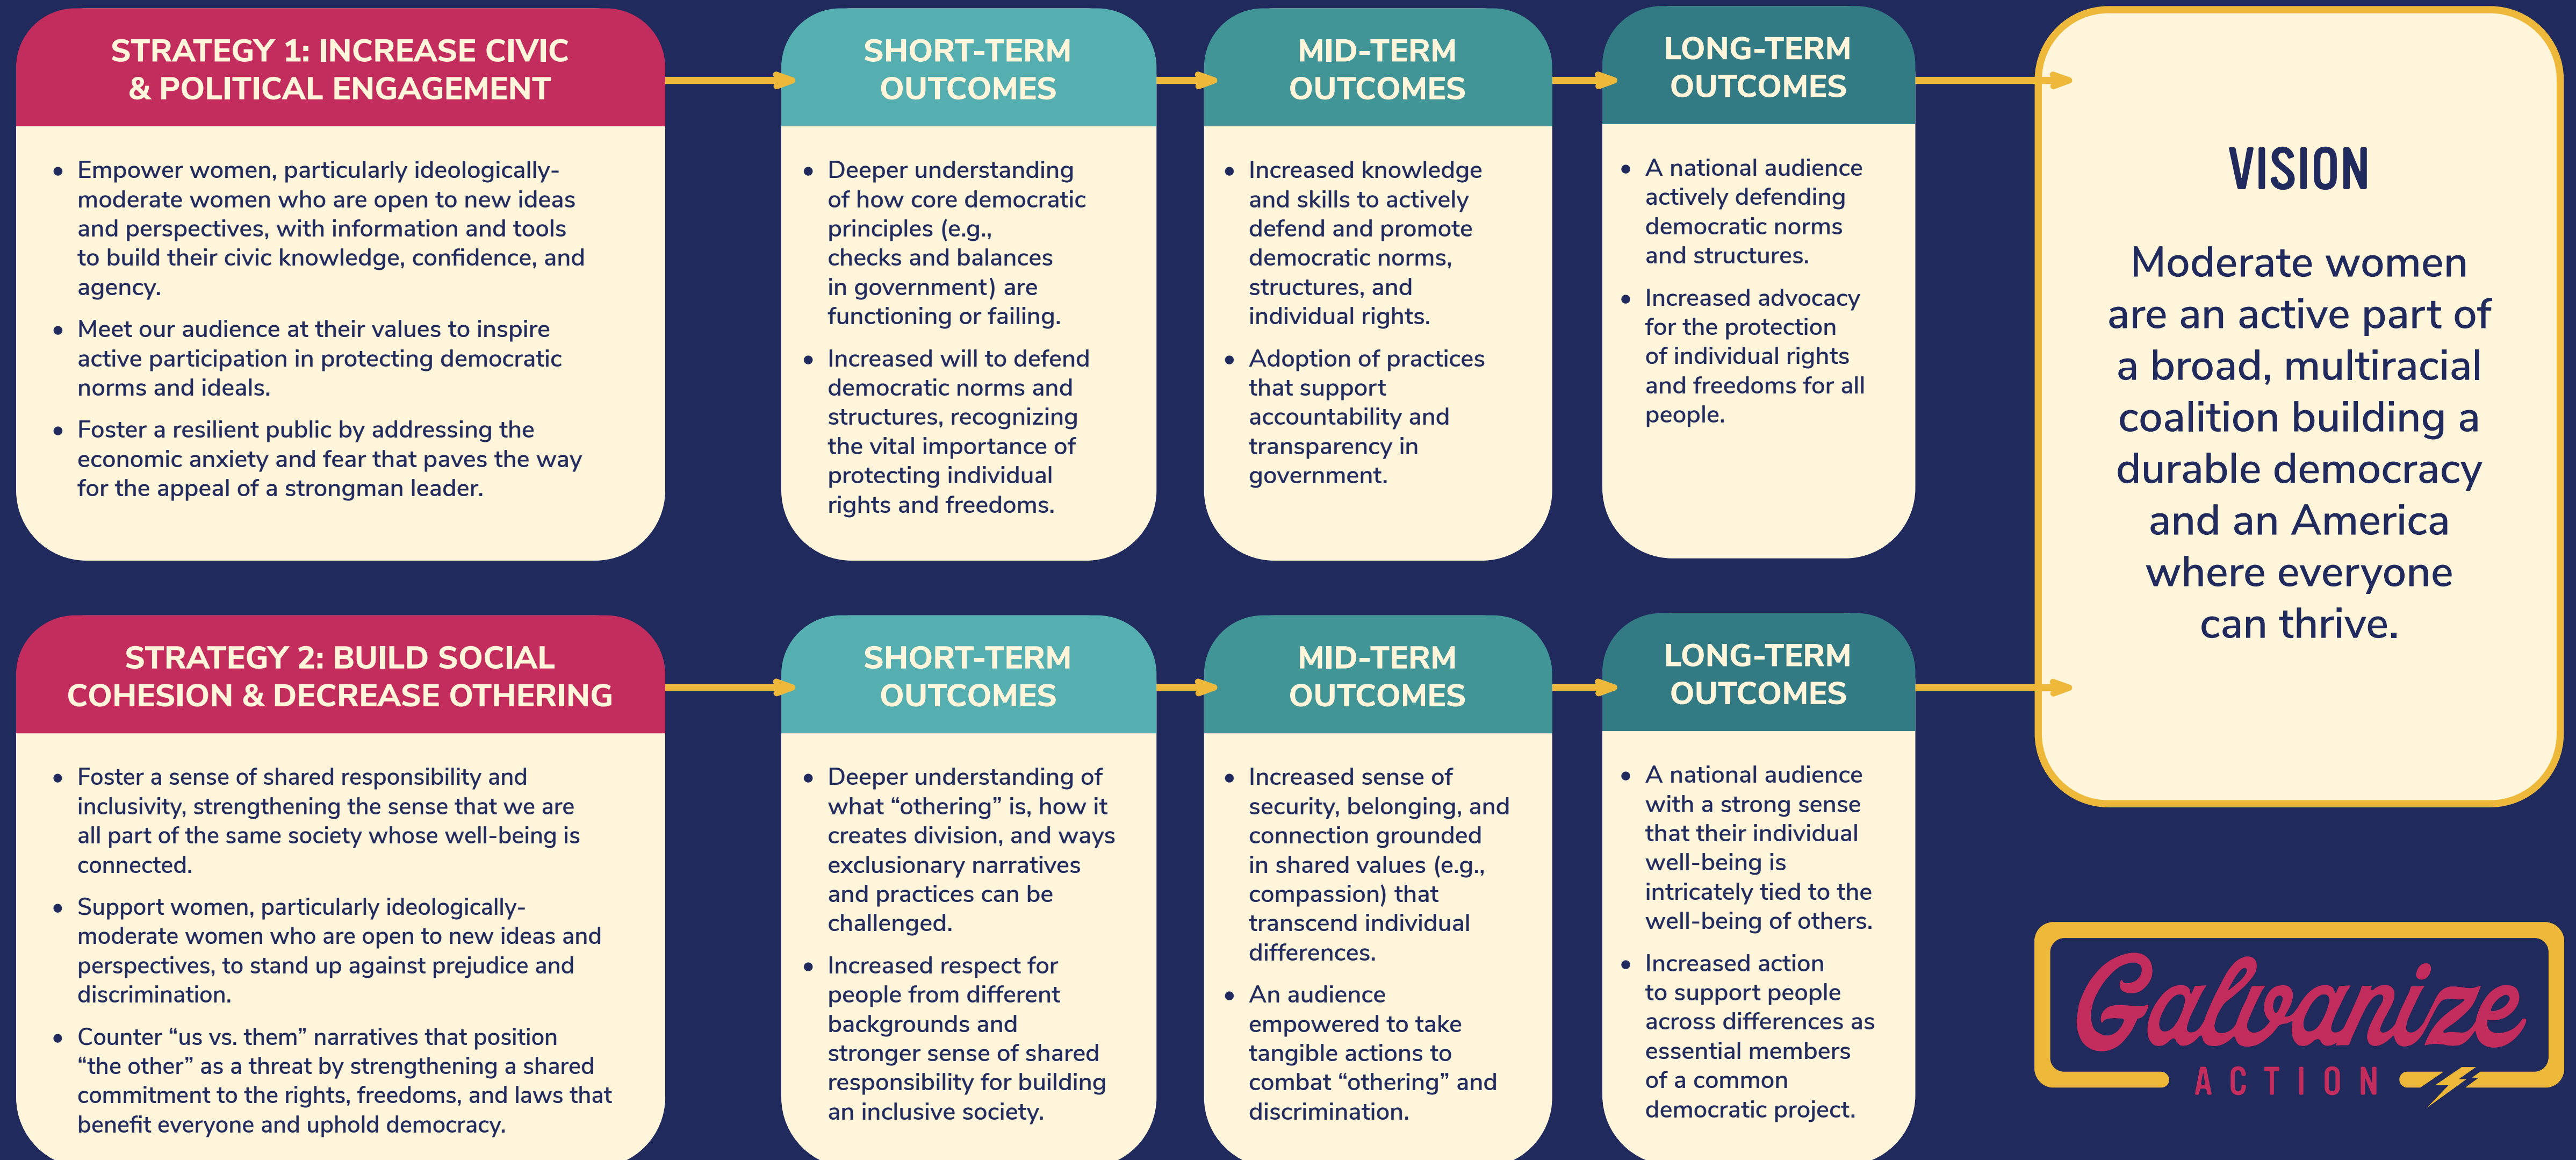 STRATEGY 1: INCREASE CIVIC
& POLITICAL ENGAGEMENT
• Empower women, particularly ideologically-
moderate women who are open to new ideas
and perspectives, with information and tools
to build their civic knowledge, confidence, and
agency.
• Meet our audience at their values to inspire
active participation in protecting democratic
norms and ideals.
• Foster a resilient public by addressing the
economic anxiety and fear that paves the way
for the appeal of a strongman leader.
SHORT-TERM
OUTCOMES
• Deeper understanding
of how core democratic
principles (e.g.,
checks and balances
in government) are
functioning or failing.
• Increased will to defend
democratic norms and
structures, recognizing
the vital importance of
protecting individual
rights and freedoms.
MID-TERM
OUTCOMES
• Increased knowledge
and skills to actively
defend and promote
democratic norms,
structures, and
individual rights.
• Adoption of practices
that support
accountability and
transparency in
government.
LONG-TERM
OUTCOMES
• A national audience
actively defending
democratic norms
and structures.
• Increased advocacy
for the protection
of individual rights
and freedoms for all
people.
VISION
Moderate women
are an active part of
a broad, multiracial
coalition building a
durable democracy
and an America
where everyone
can thrive.
STRATEGY 2: BUILD SOCIAL
COHESION & DECREASE OTHERING
• Foster a sense of shared responsibility and
inclusivity, strengthening the sense that we are
all part of the same society whose well-being is
connected.
• Support women, particularly ideologically-
moderate women who are open to new ideas and
perspectives, to stand up against prejudice and
discrimination.
• Counter “us vs. them” narratives that position
“the other” as a threat by strengthening a shared
commitment to the rights, freedoms, and laws that
benefit everyone and uphold democracy.
SHORT-TERM
OUTCOMES
• Deeper understanding of
what “othering” is, how it
creates division, and ways
exclusionary narratives
and practices can be
challenged.
• Increased respect for
people from different
backgrounds and
stronger sense of shared
responsibility for building
an inclusive society.
MID-TERM
OUTCOMES
• Increased sense of
security, belonging, and
connection grounded
in shared values (e.g.,
compassion) that
transcend individual
differences.
• An audience
empowered to take
tangible actions to
combat “othering” and
discrimination.
LONG-TERM
OUTCOMES
• A national audience
with a strong sense
that their individual
well-being is
intricately tied to the
well-being of others.
• Increased action
to support people
across differences as
essential members
of a common
democratic project.
Galvanize
ACTION